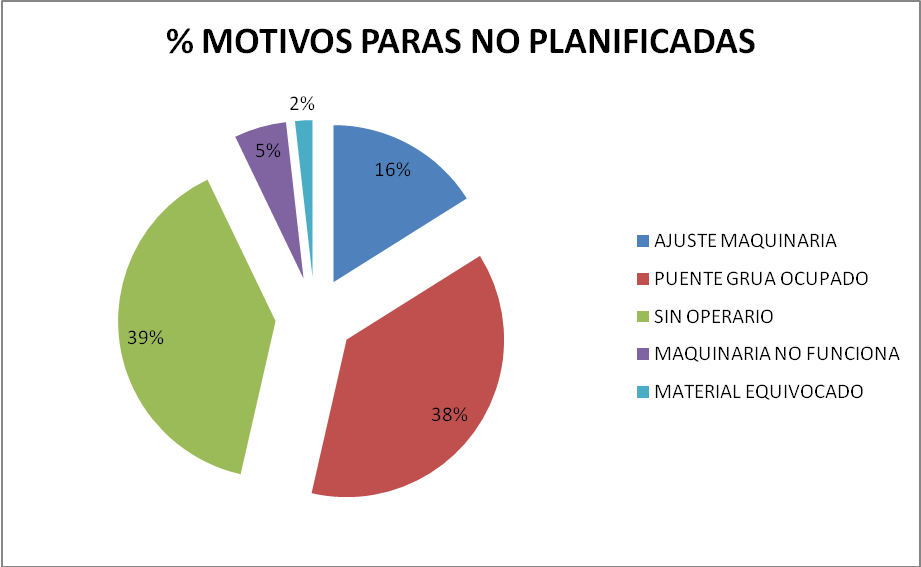 % MOTIVOS PARAS NO PLANIFICADAS
2%
5%
16%
39%
38%
AJUSTE MAQUINARIA
PUENTE GRUA OCUPADO
SIN OPERARIO
MAQUINARIA NO FUNCIONA
MATERIAL EQUIVOCADO